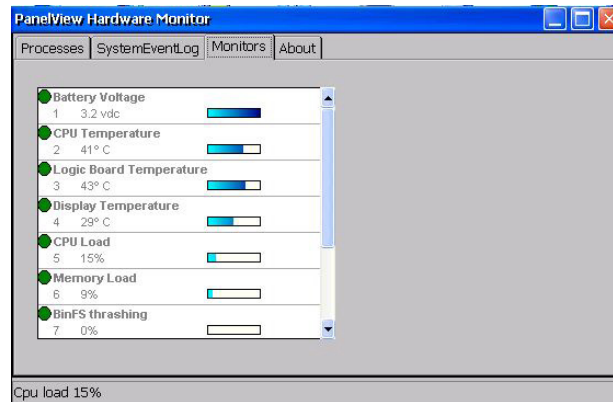 PanelView Hardware Monitor
Processes SystemEventLog Monitors About
Battery Voltage
1 3.2 vdc
CPU Temperature
2 41° C
Logic Board Temperature
3 43° C
Display Temperature
4 29° C
CPU Load
5 15%
Memory Load
6 9%
BinFS thrashing
7 0%
Cpu load 15%